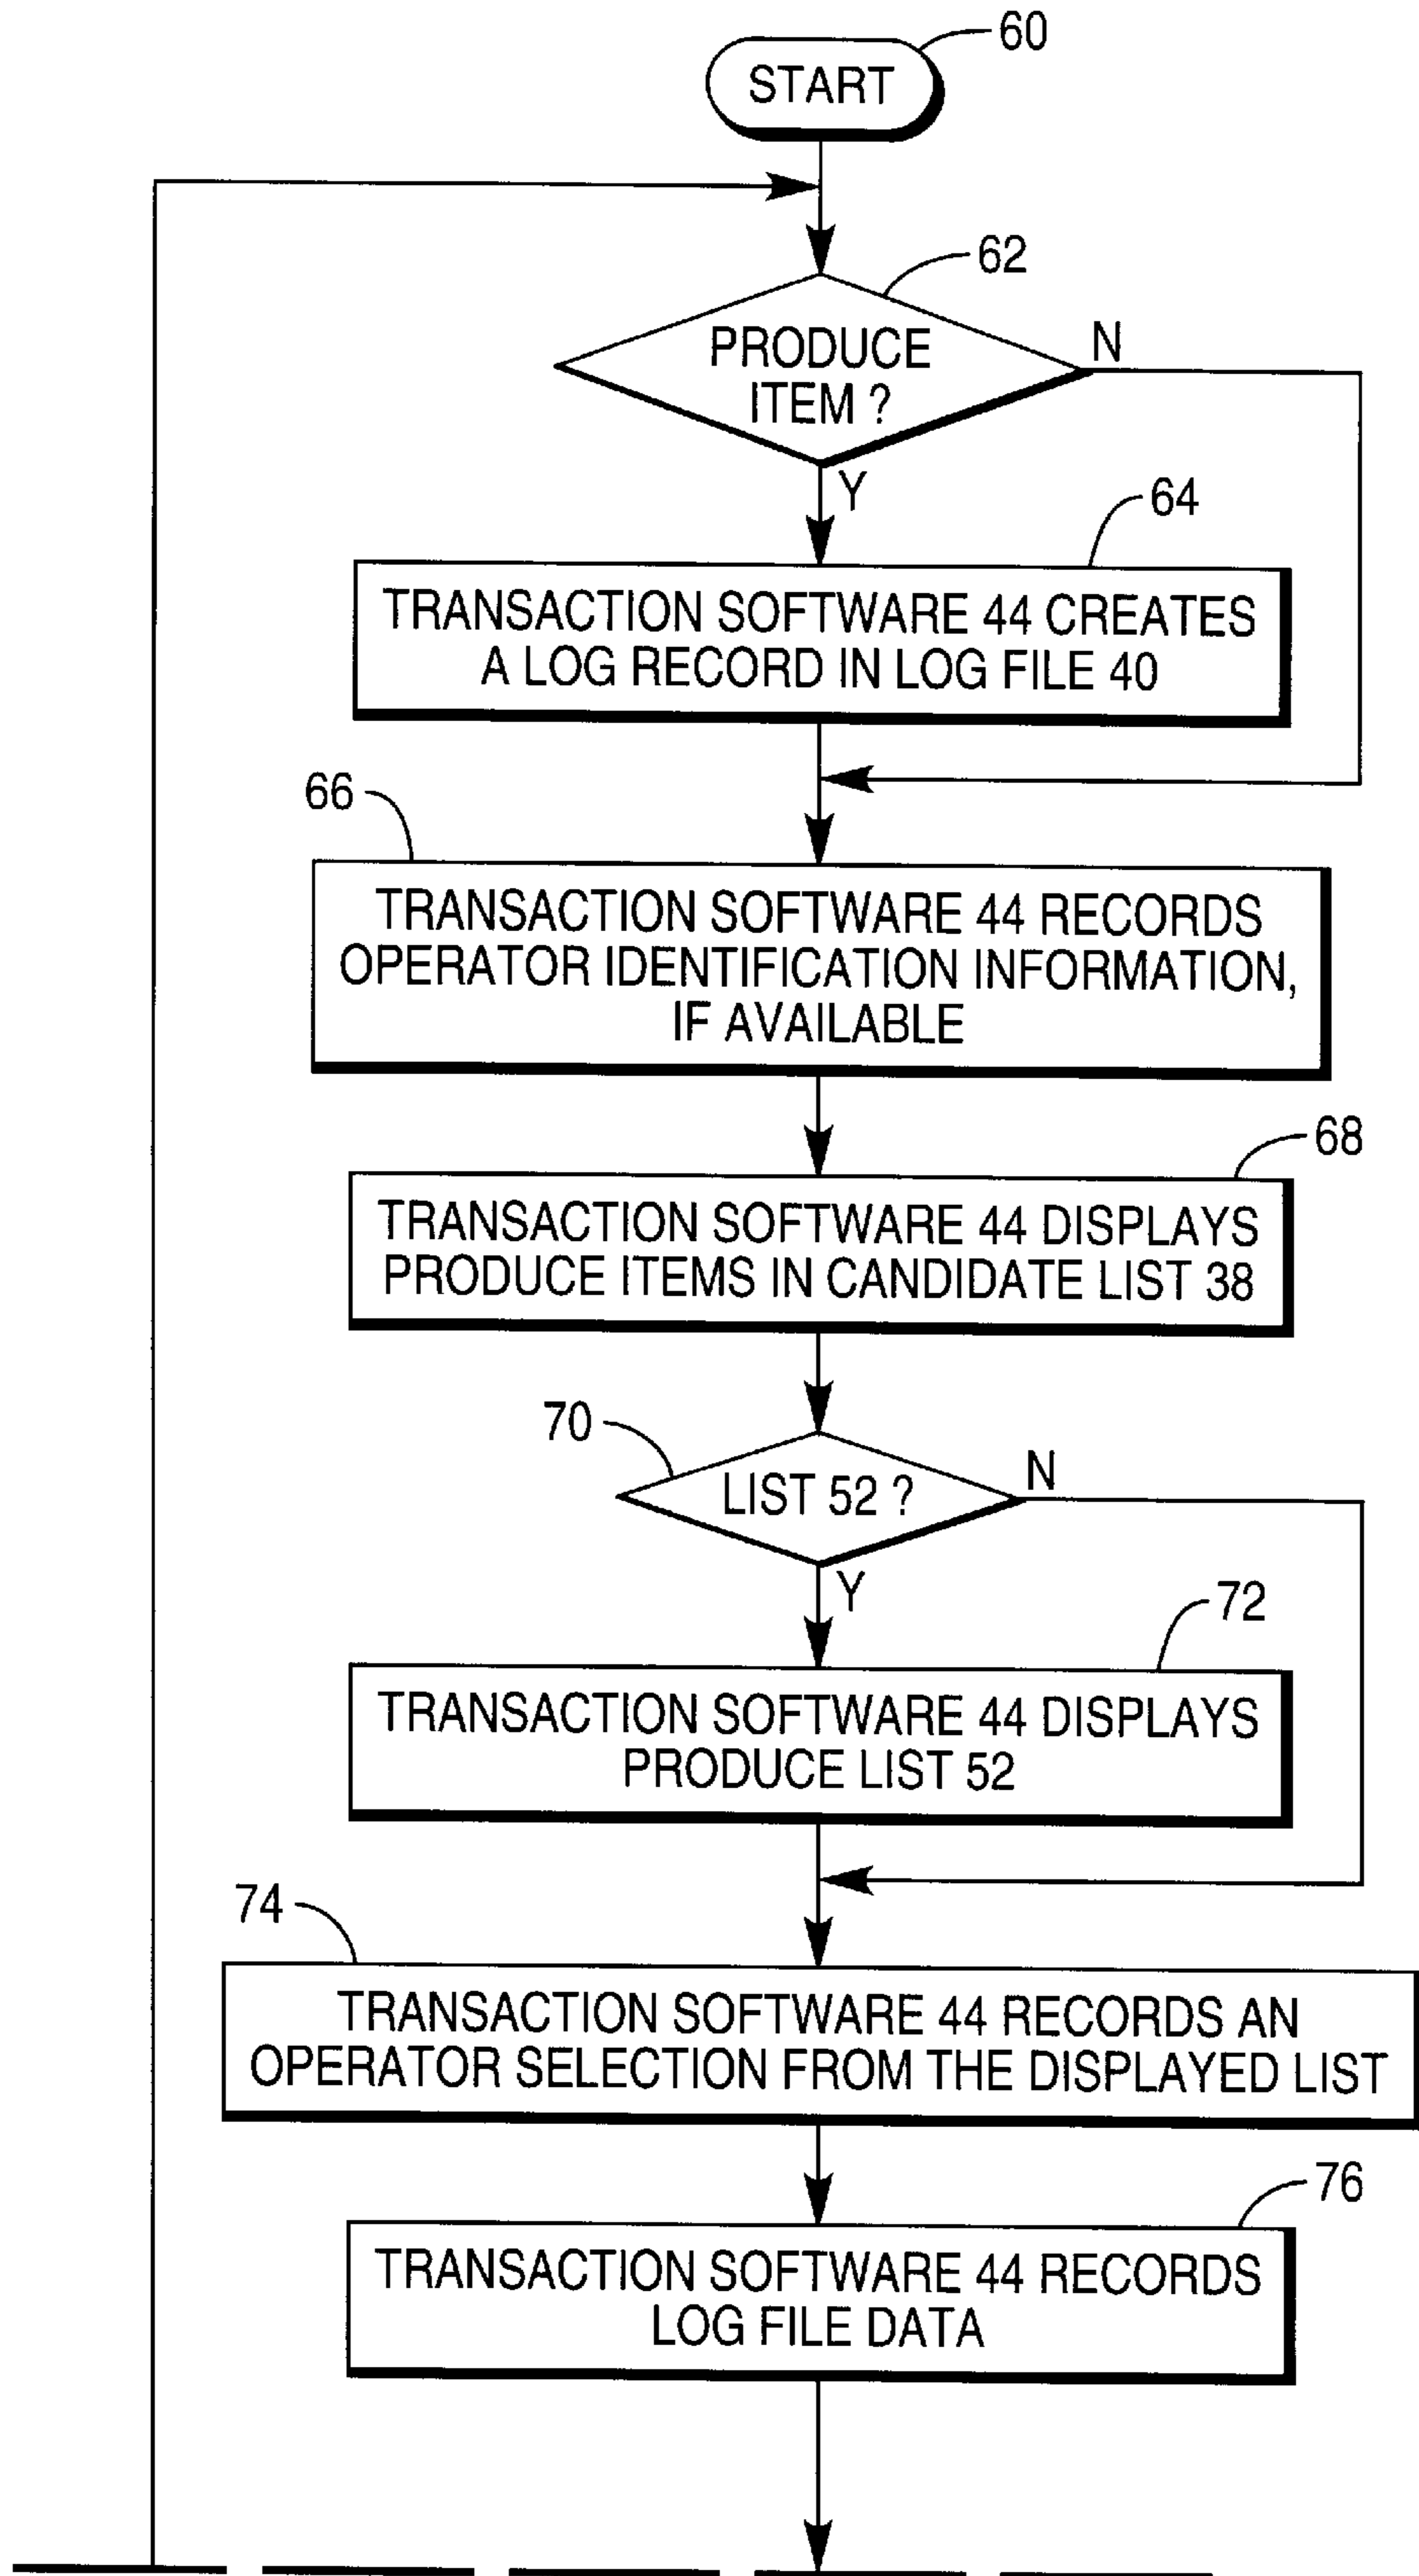 60
START
62
PRODUCE
ITEM ?
N
Y
64
TRANSACTION SOFTWARE 44 CREATES
A LOG RECORD IN LOG FILE 40
66
TRANSACTION SOFTWARE 44 RECORDS
OPERATOR IDENTIFICATION INFORMATION,
IF AVAILABLE
68
TRANSACTION SOFTWARE 44 DISPLAYS
PRODUCE ITEMS IN CANDIDATE LIST 38
70
LIST 52 ?
N
Y
72
TRANSACTION SOFTWARE 44 DISPLAYS
PRODUCE LIST 52
74
TRANSACTION SOFTWARE 44 RECORDS AN
OPERATOR SELECTION FROM THE DISPLAYED LIST
76
TRANSACTION SOFTWARE 44 RECORDS
LOG FILE DATA